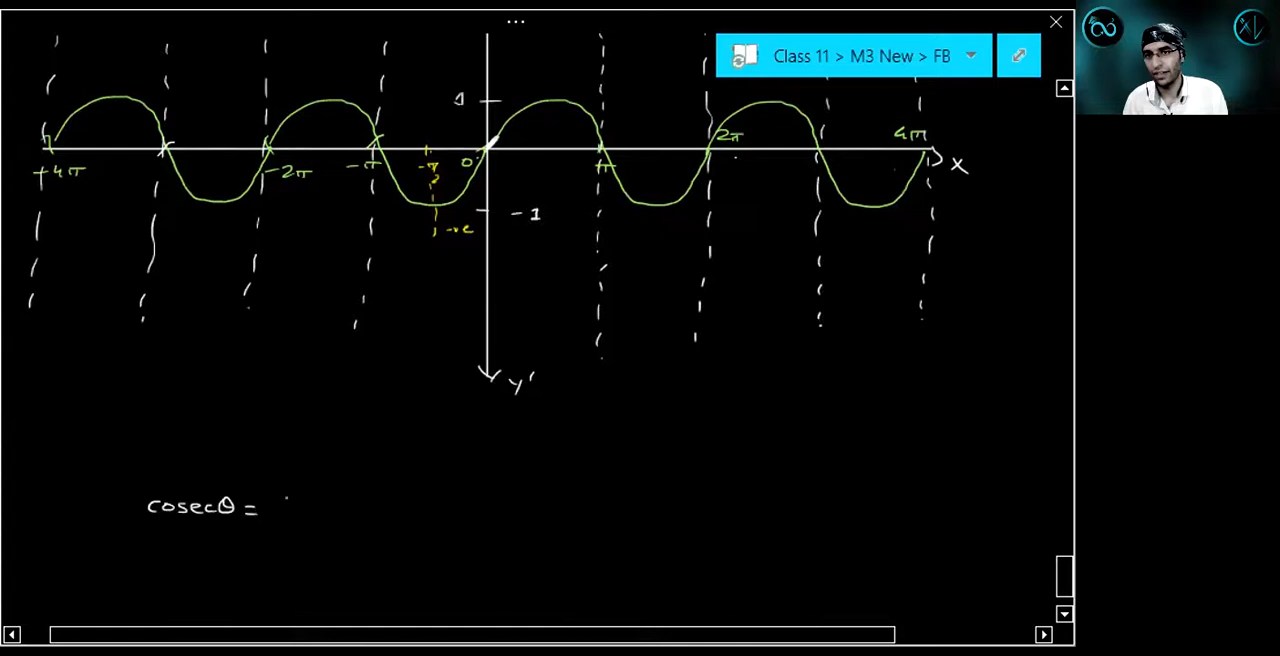 Class 11 > M3 New > FB
1
2π
4π
+4π
-2π
-π
-π/2
0
π
X
-1
-ve
Y'
cosecθ =